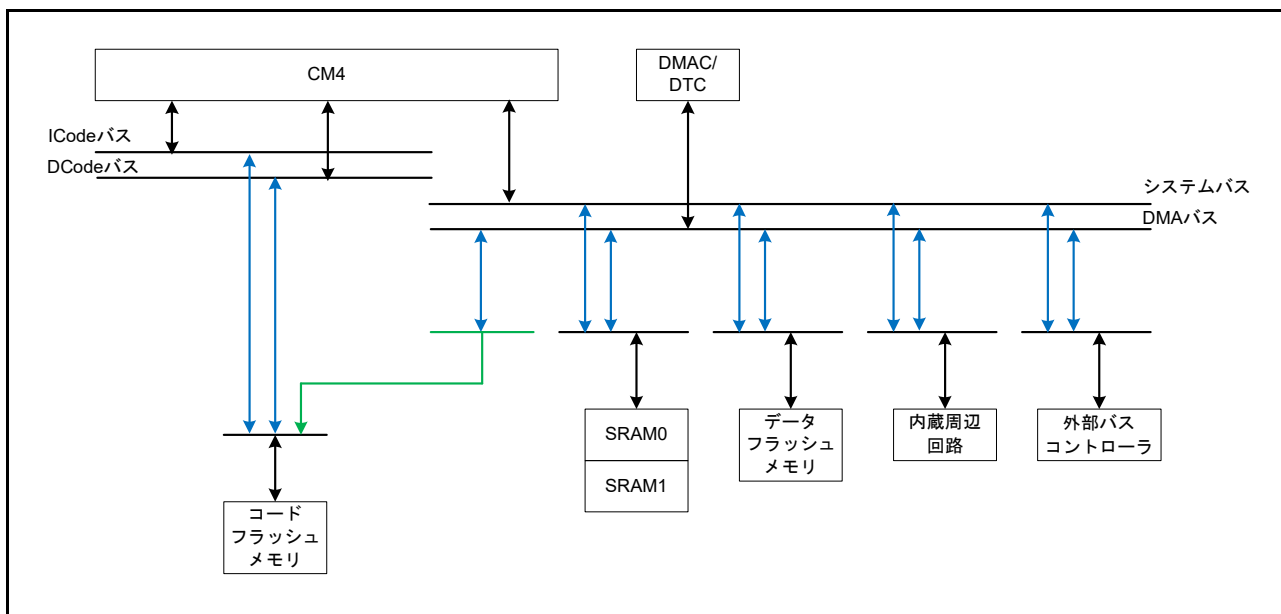 CM4
DMAC/
DTC
ICodeバス
DCodeバス
システムバス
DMAバス
SRAM0
SRAM1
データ
フラッシュ
メモリ
内蔵周辺
回路
外部バス
コントローラ
コード
フラッシュ
メモリ